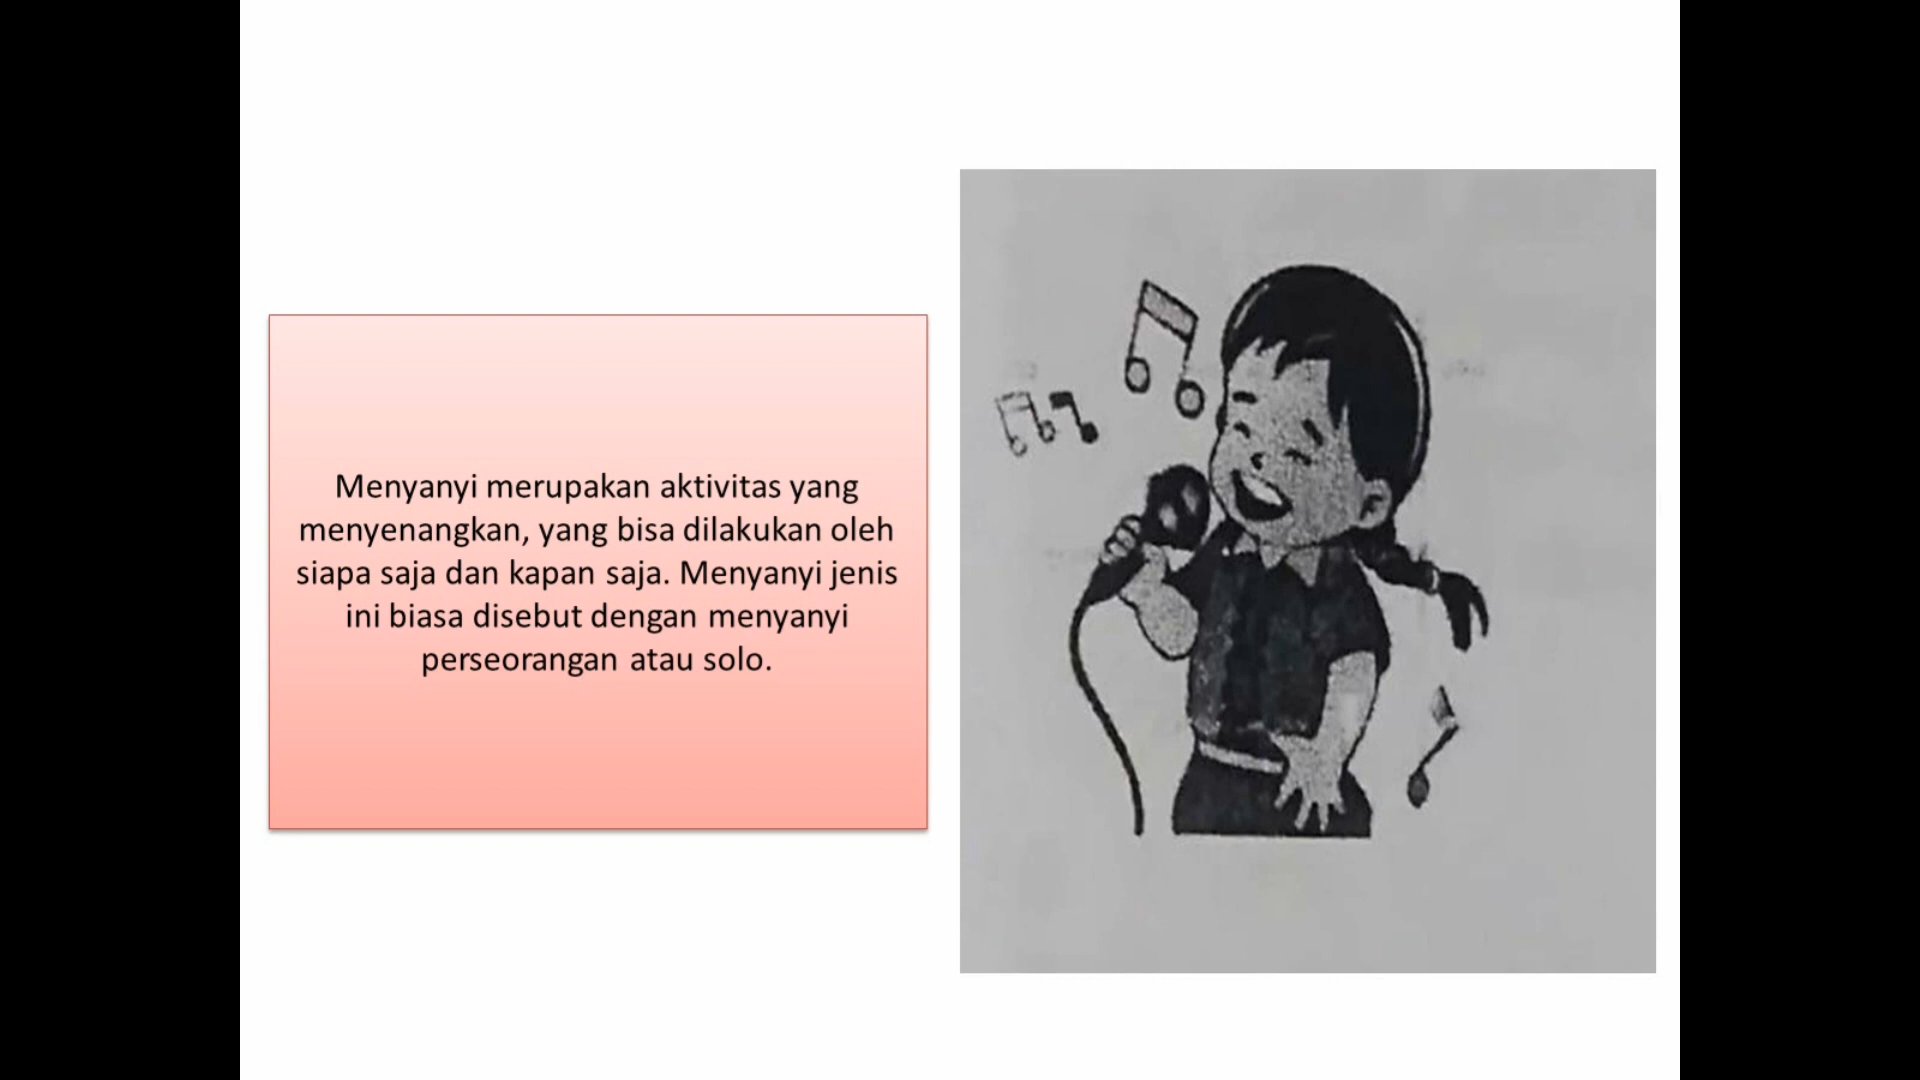 Menyanyi merupakan aktivitas yang
menyenangkan, yang bisa dilakukan oleh
siapa saja dan kapan saja. Menyanyi jenis
ini biasa disebut dengan menyanyi
perseorangan atau solo.